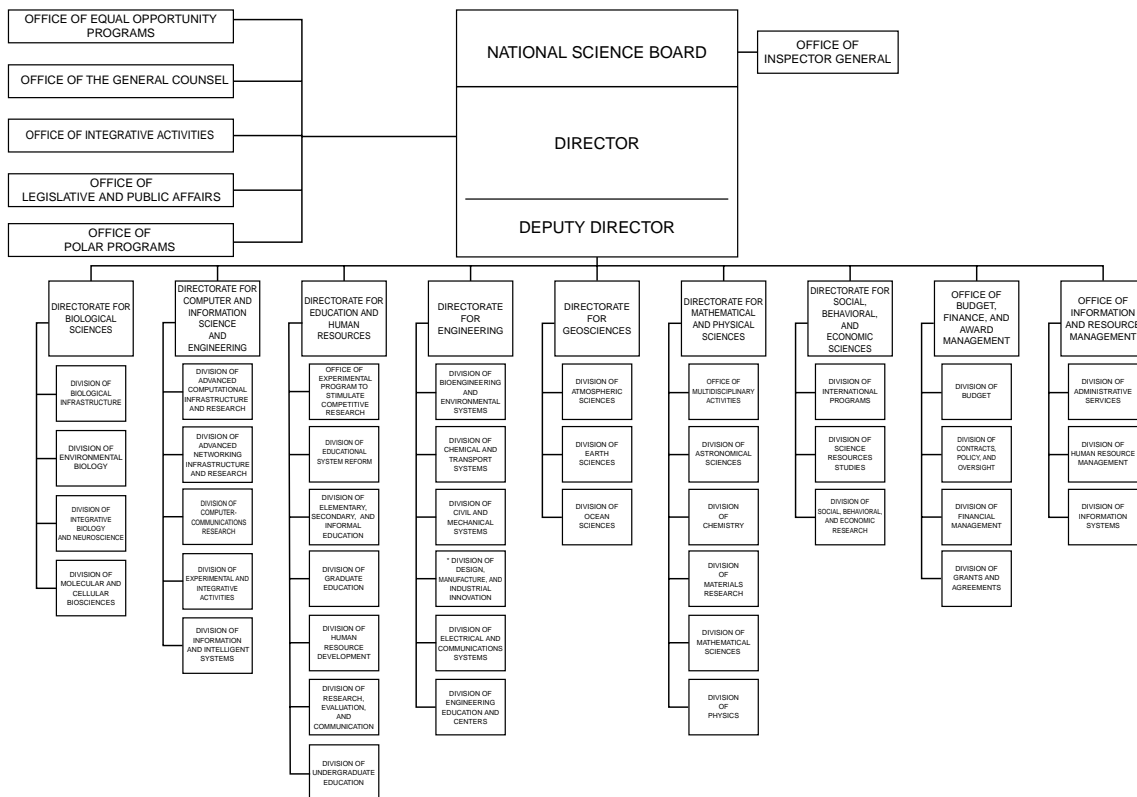 OFFICE OF EQUAL OPPORTUNITY
PROGRAMS
OFFICE OF THE GENERAL COUNSEL
OFFICE OF INTEGRATIVE ACTIVITIES
OFFICE OF
LEGISLATIVE AND PUBLIC AFFAIRS
OFFICE OF
POLAR PROGRAMS
NATIONAL SCIENCE BOARD
DIRECTOR
DEPUTY DIRECTOR
OFFICE OF
INSPECTOR GENERAL
DIRECTORATE FOR
BIOLOGICAL
SCIENCES
DIVISION OF
BIOLOGICAL
INFRASTRUCTURE
DIVISION OF
ENVIRONMENTAL
BIOLOGY
DIVISION OF
INTEGRATIVE
BIOLOGY
AND NEUROSCIENCE
DIVISION OF
MOLECULAR AND
CELLULAR
BIOSCIENCES
DIRECTORATE FOR
COMPUTER AND
INFORMATION
SCIENCE
AND
ENGINEERING
DIVISION OF
ADVANCED
COMPUTATIONAL
INFRASTRUCTURE
AND RESEARCH
DIVISION OF
ADVANCED
NETWORKING
INFRASTRUCTURE
AND RESEARCH
DIVISION OF
COMPUTER-
COMMUNICATIONS
RESEARCH
DIVISION OF
EXPERIMENTAL AND
INTEGRATIVE
ACTIVITIES
DIVISION OF
INFORMATION
AND INTELLIGENT
SYSTEMS
DIRECTORATE FOR
EDUCATION AND
HUMAN
RESOURCES
OFFICE OF
EXPERIMENTAL
PROGRAM TO
STIMULATE
COMPETITIVE
RESEARCH
DIVISION OF
EDUCATIONAL
SYSTEM REFORM
DIVISION OF
ELEMENTARY,
SECONDARY, AND
INFORMAL
EDUCATION
DIVISION OF
GRADUATE
EDUCATION
DIVISION OF
HUMAN
RESOURCE
DEVELOPMENT
DIVISION OF
RESEARCH,
EVALUATION,
AND
COMMUNICATION
DIVISION OF
UNDERGRADUATE
EDUCATION
DIRECTORATE
FOR
ENGINEERING
DIVISION OF
BIOENGINEERING
AND
ENVIRONMENTAL
SYSTEMS
DIVISION OF
CHEMICAL AND
TRANSPORT
SYSTEMS
DIVISION OF
CIVIL AND
MECHANICAL
SYSTEMS
* DIVISION OF
DESIGN,
MANUFACTURE, AND
INDUSTRIAL
INNOVATION
DIVISION OF
ELECTRICAL AND
COMMUNICATIONS
SYSTEMS
DIVISION OF
ENGINEERING
EDUCATION AND
CENTERS
DIRECTORATE
FOR
GEOSCIENCES
DIVISION OF
ATMOSPHERIC
SCIENCES
DIVISION OF
EARTH
SCIENCES
DIVISION OF
OCEAN
SCIENCES
DIRECTORATE FOR
MATHEMATICAL
AND PHYSICAL
SCIENCES
OFFICE OF
MULTIDISCIPLINARY
ACTIVITIES
DIVISION OF
ASTRONOMICAL
SCIENCES
DIVISION
OF
CHEMISTRY
DIVISION
OF
MATERIALS
RESEARCH
DIVISION OF
MATHEMATICAL
SCIENCES
DIVISION
OF
PHYSICS
DIRECTORATE FOR
SOCIAL,
BEHAVIORAL,
AND
ECONOMIC
SCIENCES
DIVISION OF
INTERNATIONAL
PROGRAMS
DIVISION OF
SCIENCE
RESOURCES
STUDIES
DIVISION OF
SOCIAL, BEHAVIORAL,
AND ECONOMIC
RESEARCH
OFFICE OF
BUDGET,
FINANCE, AND
AWARD
MANAGEMENT
DIVISION OF
BUDGET
DIVISION OF
CONTRACTS,
POLICY, AND
OVERSIGHT
DIVISION OF
FINANCIAL
MANAGEMENT
DIVISION OF
GRANTS AND
AGREEMENTS
OFFICE OF
INFORMATION
AND RESOURCE
MANAGEMENT
DIVISION OF
ADMINISTRATIVE
SERVICES
DIVISION OF
HUMAN RESOURCE
MANAGEMENT
DIVISION OF
INFORMATION
SYSTEMS